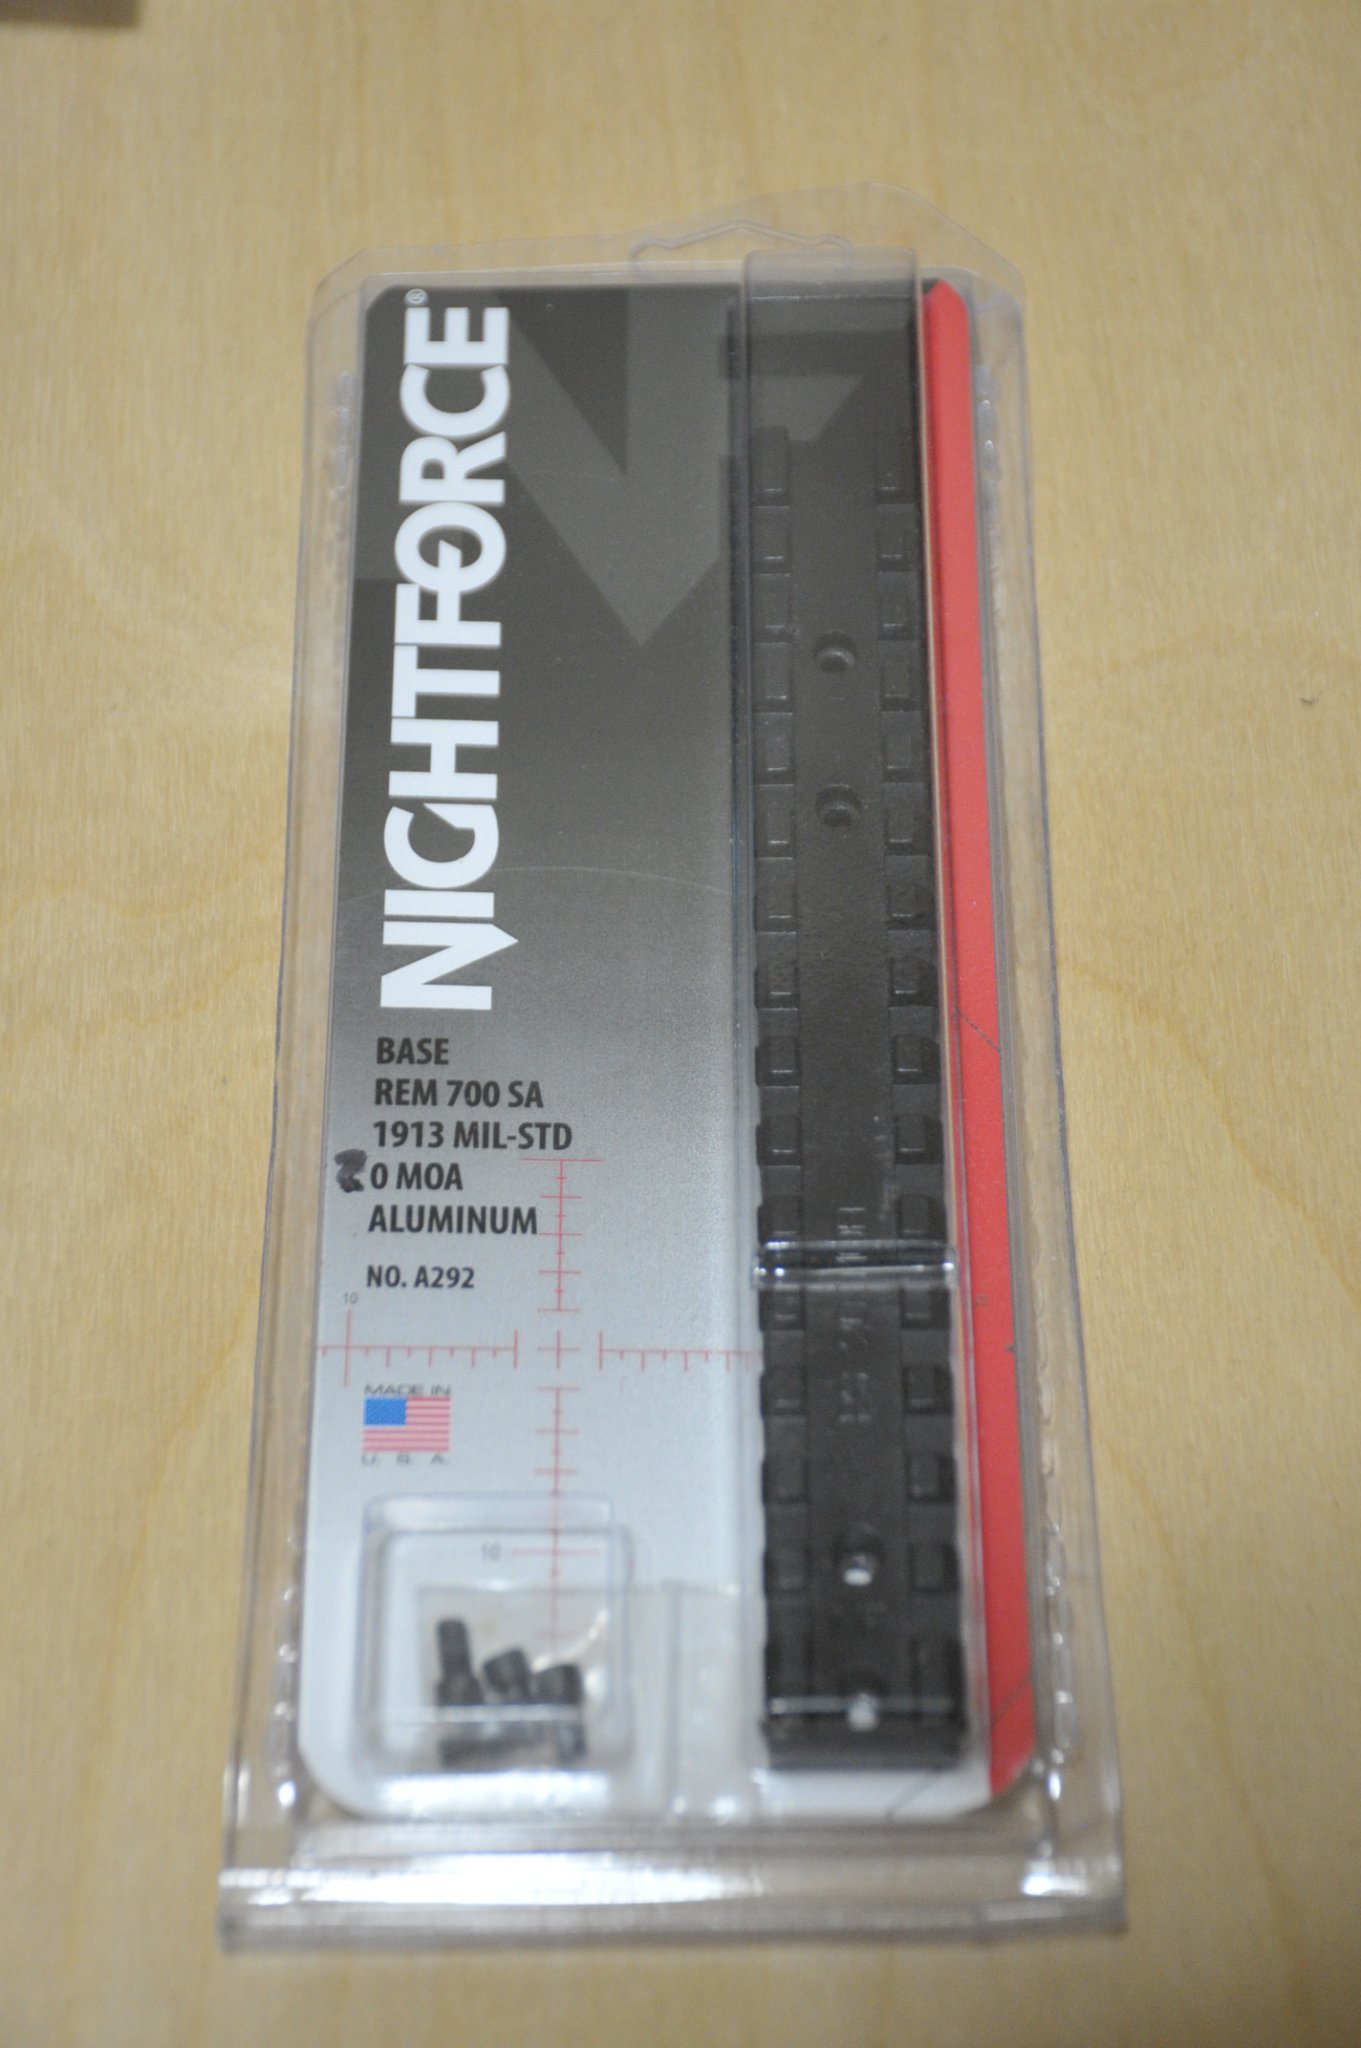 NIGHTFORCE®
BASE
REM 700 SA
1913 MIL-STD
0 MOA
ALUMINUM
NO. A292
10
MADE IN
U. S. A.
10